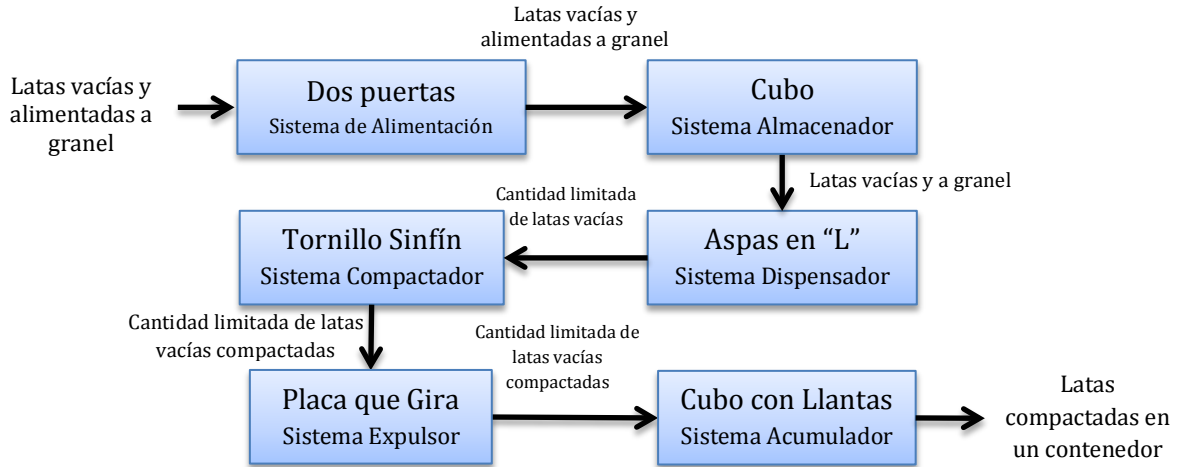 Latas vacías y
alimentadas a granel
Latas vacías y
alimentadas a
granel
Dos puertas
Sistema de Alimentación
Cubo
Sistema Almacenador
Latas vacías y a granel
Cantidad limitada
de latas vacías
Tornillo Sinfín
Sistema Compactador
Aspas en “L”
Sistema Dispensador
Cantidad limitada de latas
vacías compactadas
Cantidad limitada de
latas vacías
compactadas
Placa que Gira
Sistema Expulsor
Cubo con Llantas
Sistema Acumulador
Latas
compactadas en
un contenedor